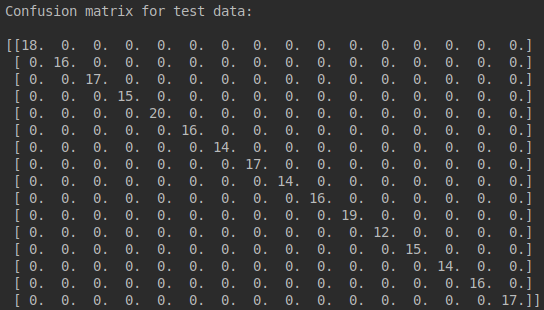 Confusion matrix for test data:
[[18. 0. 0. 0. 0. 0. 0. 0. 0. 0. 0. 0. 0. 0. 0. 0.]
[ 0. 16. 0. 0. 0. 0. 0. 0. 0. 0. 0. 0. 0. 0. 0. 0.]
[ 0. 0. 17. 0. 0. 0. 0. 0. 0. 0. 0. 0. 0. 0. 0. 0.]
[ 0. 0. 0. 15. 0. 0. 0. 0. 0. 0. 0. 0. 0. 0. 0. 0.]
[ 0. 0. 0. 0. 20. 0. 0. 0. 0. 0. 0. 0. 0. 0. 0. 0.]
[ 0. 0. 0. 0. 0. 16. 0. 0. 0. 0. 0. 0. 0. 0. 0. 0.]
[ 0. 0. 0. 0. 0. 0. 14. 0. 0. 0. 0. 0. 0. 0. 0. 0.]
[ 0. 0. 0. 0. 0. 0. 0. 17. 0. 0. 0. 0. 0. 0. 0. 0.]
[ 0. 0. 0. 0. 0. 0. 0. 0. 14. 0. 0. 0. 0. 0. 0. 0.]
[ 0. 0. 0. 0. 0. 0. 0. 0. 0. 16. 0. 0. 0. 0. 0. 0.]
[ 0. 0. 0. 0. 0. 0. 0. 0. 0. 0. 19. 0. 0. 0. 0. 0.]
[ 0. 0. 0. 0. 0. 0. 0. 0. 0. 0. 0. 12. 0. 0. 0. 0.]
[ 0. 0. 0. 0. 0. 0. 0. 0. 0. 0. 0. 0. 15. 0. 0. 0.]
[ 0. 0. 0. 0. 0. 0. 0. 0. 0. 0. 0. 0. 0. 14. 0. 0.]
[ 0. 0. 0. 0. 0. 0. 0. 0. 0. 0. 0. 0. 0. 0. 16. 0.]
[ 0. 0. 0. 0. 0. 0. 0. 0. 0. 0. 0. 0. 0. 0. 0. 17.]]